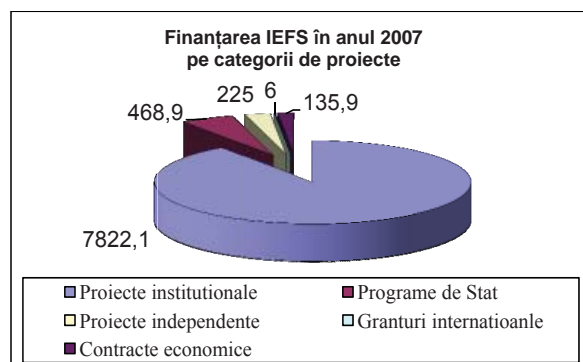 Finanțarea IEFS în anul 2007
pe categorii de proiecte
468,9
225
6
135,9
7822,1
Proiecte institutionale
Programe de Stat
Proiecte independente
Granturi internatioanle
Contracte economice